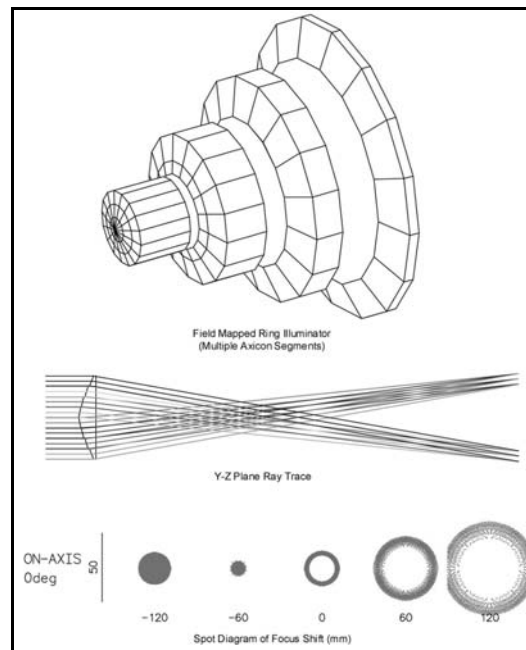 Field Mapped Ring Illuminator
(Multiple Axicon Segments)
Y-Z Plane Ray Trace
ON-AXIS
0deg
50
-120
-60
0
60
120
Spot Diagram of Focus Shift (mm)